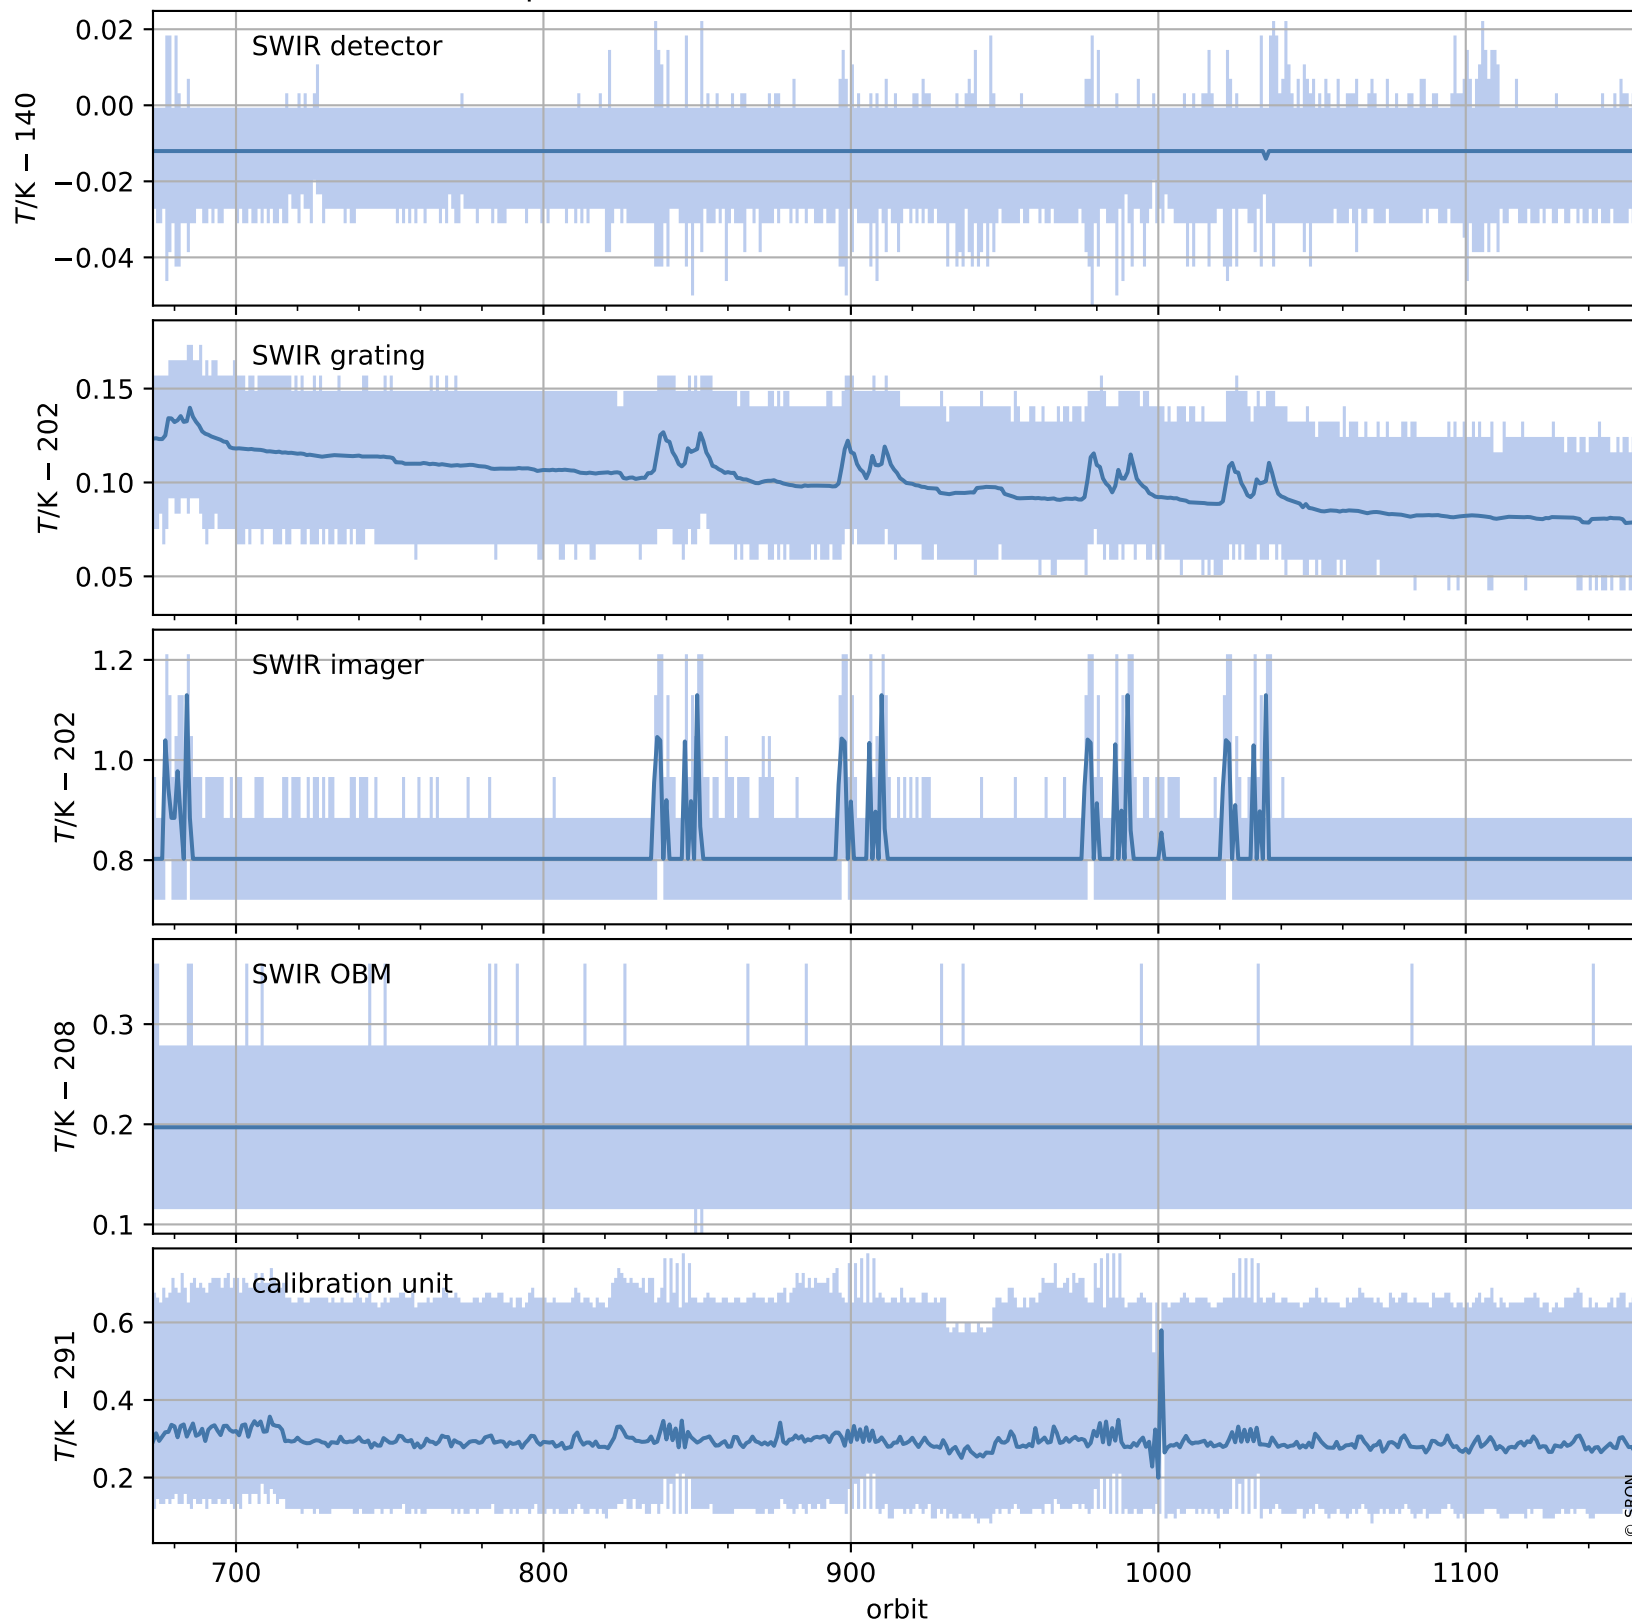 SWIR detector
0.02
0.00
−0.02
−0.04
T/K − 140
SWIR grating
0.15
0.10
0.05
T/K − 202
SWIR imager
1.2
1.0
0.8
T/K − 202
SWIR OBM
0.3
0.2
0.1
T/K − 208
calibration unit
0.6
0.4
0.2
T/K − 291
700 800 900 1000 1100
orbit
© SRON